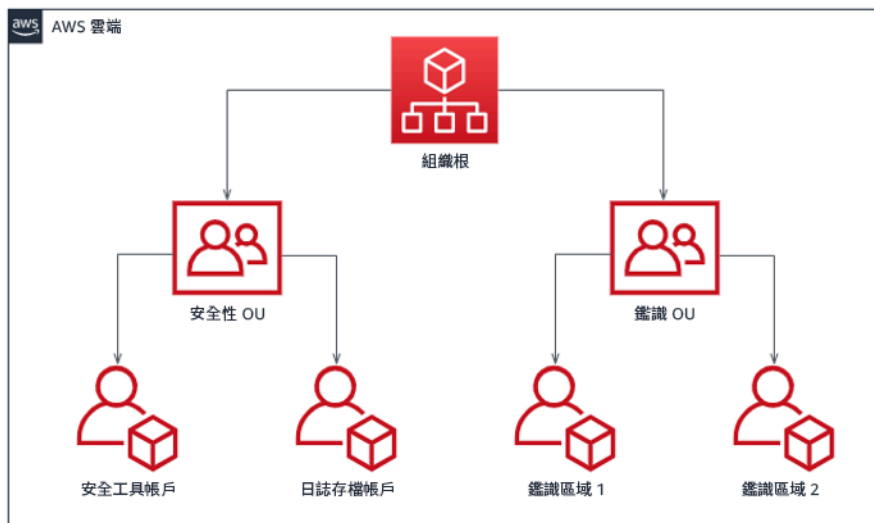 aws
AWS 雲端
組織根
安全性 OU
鑑識 OU
安全工具帳戶
日誌存檔帳戶
鑑識區域 1
鑑識區域 2